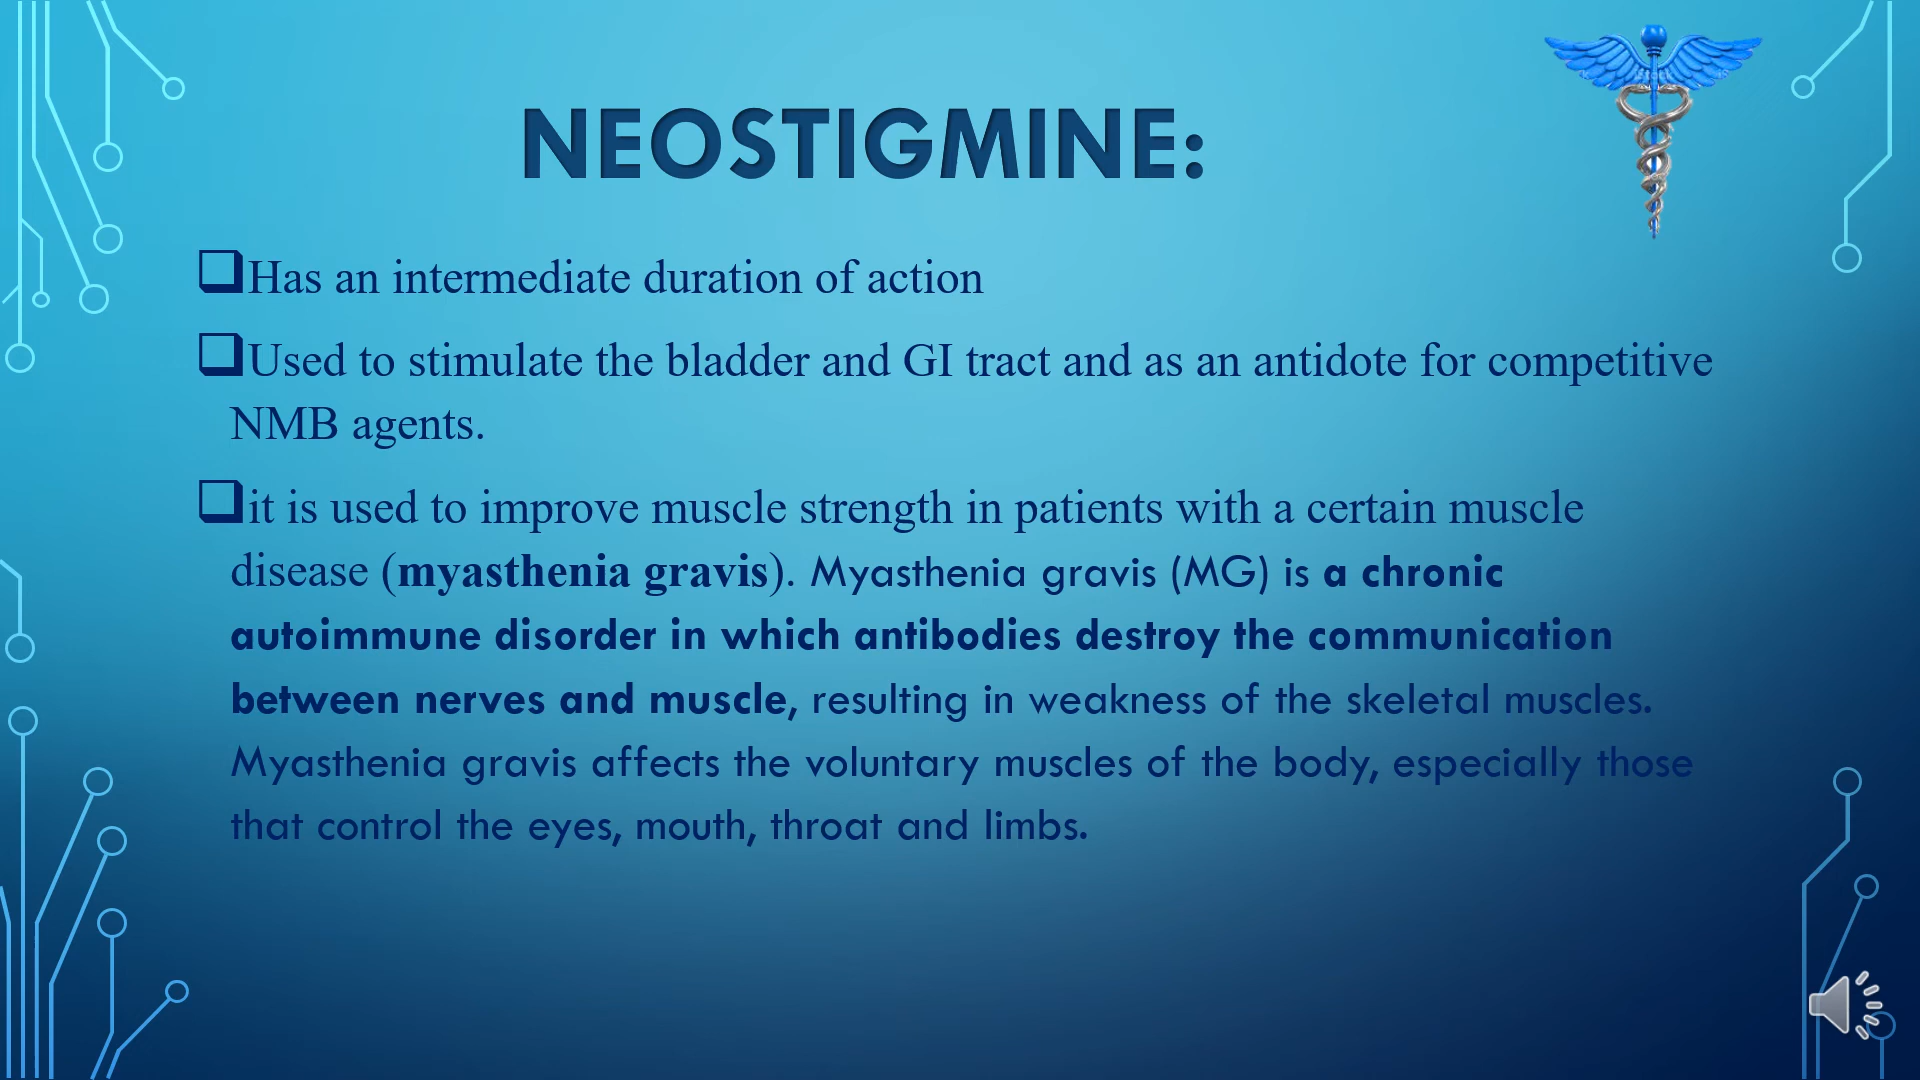 NEOSTIGMINE:
❑Has an intermediate duration of action
❑Used to stimulate the bladder and GI tract and as an antidote for competitive
NMB agents.
❑it is used to improve muscle strength in patients with a certain muscle
disease (myasthenia gravis). Myasthenia gravis (MG) is a chronic
autoimmune disorder in which antibodies destroy the communication
between nerves and muscle, resulting in weakness of the skeletal muscles.
Myasthenia gravis affects the voluntary muscles of the body, especially those
that control the eyes, mouth, throat and limbs.